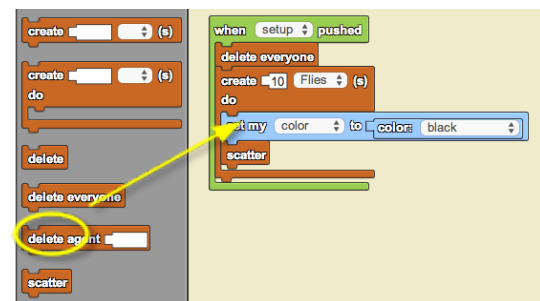 create (s)
create (s)
do
delete
delete everyone
delete agent
scatter
when setup pushed
delete everyone
create 10 Flies (s)
do
set my color to color: black
scatter